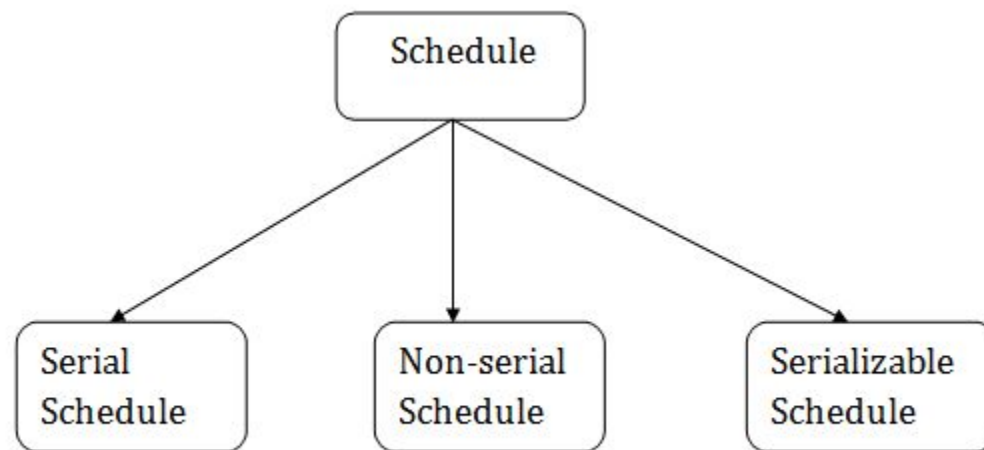 Schedule
Serial
Schedule
Non-serial
Schedule
Serializable
Schedule